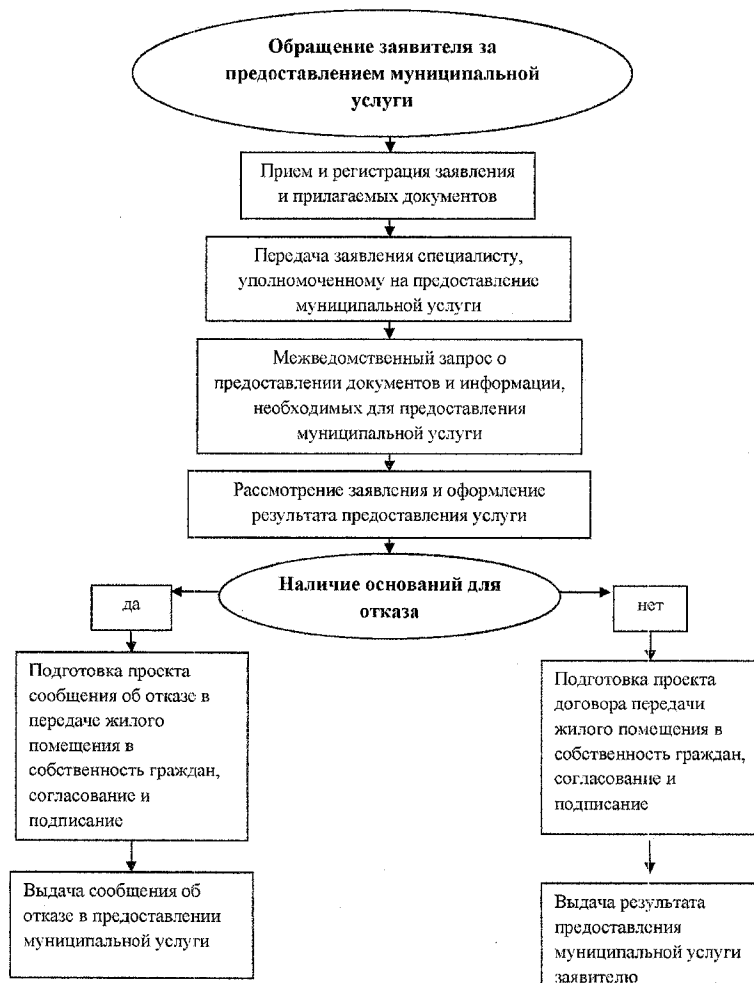 Обращение заявителя за
предоставлением муниципальной
услуги
Прием и регистрация заявления
и прилагаемых документов
Передача заявления специалисту,
уполномоченному на предоставление
муниципальной услуги
Межведомственный запрос о
предоставлении документов и информации,
необходимых для предоставления
муниципальной услуги
Рассмотрение заявления и оформление
результата предоставления услуги
Наличие оснований для
отказа
да
нет
Подготовка проекта
сообщения об отказе в
передаче жилого
помещения в
собственность граждан,
согласование и
подписание
Подготовка проекта
договора передачи
жилого помещения в
собственность граждан,
согласование и
подписание
Выдача сообщения об
отказе в предоставлении
муниципальной услуги
Выдача результата
предоставления
муниципальной услуги
заявителю